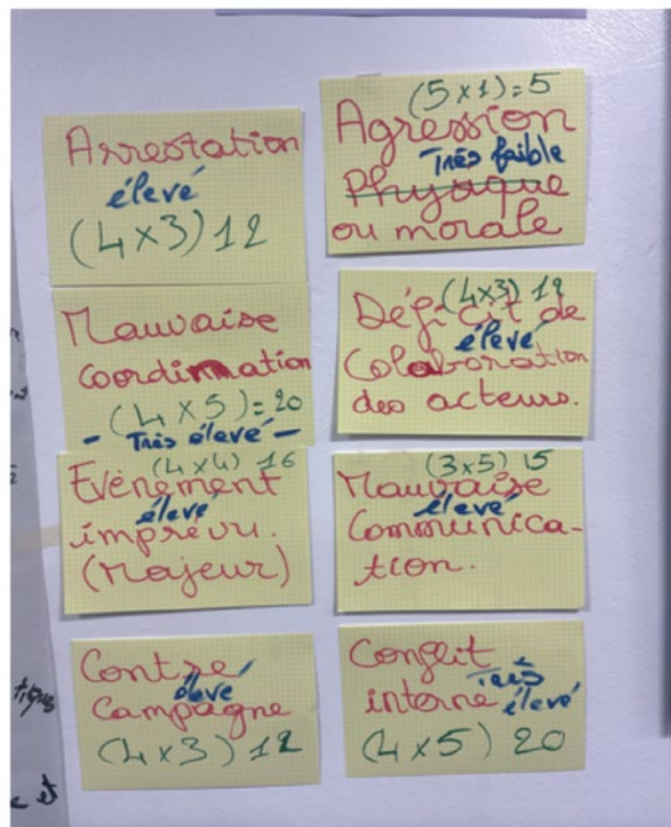 Arrestation
élevé
(4x3) 12
(5x1)=5
Agression
Très faible
Physique
ou morale
Mauvaise
coordination
(4x5)=20
- Très élevé -
(4x3) 12
Déficit de
élevé
Colaboration
des acteurs.
(4x4) 16
Evènement
élevé
imprévu.
(Majeur)
(3x5) 15
Mauvaise
élevé
Communica-
tion.
Contre
élevé
Campagne
(4x3) 12
Conflit
Très
interne élevé
(4x5) 20